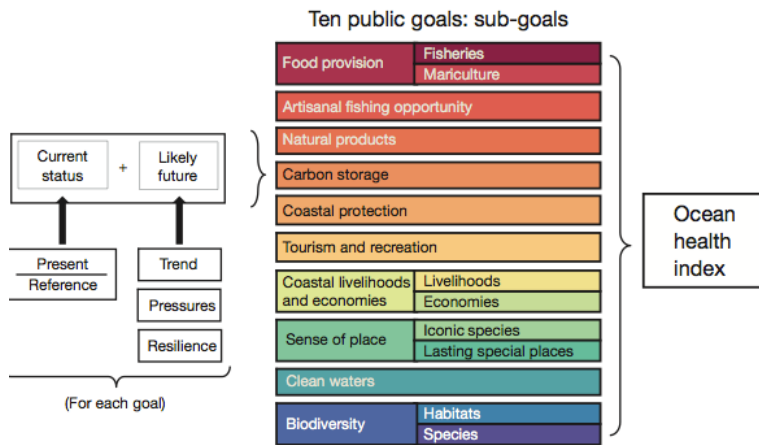 Ten public goals: sub-goals
Food provision
Fisheries
Mariculture
Artisanal fishing opportunity
Natural products
Carbon storage
Coastal protection
Tourism and recreation
Coastal livelihoods
and economies
Livelihoods
Economies
Sense of place
Iconic species
Lasting special places
Clean waters
Biodiversity
Habitats
Species
Current
status
+
Likely
future
Present
Reference
Trend
Pressures
Resilience
(For each goal)
Ocean
health
index